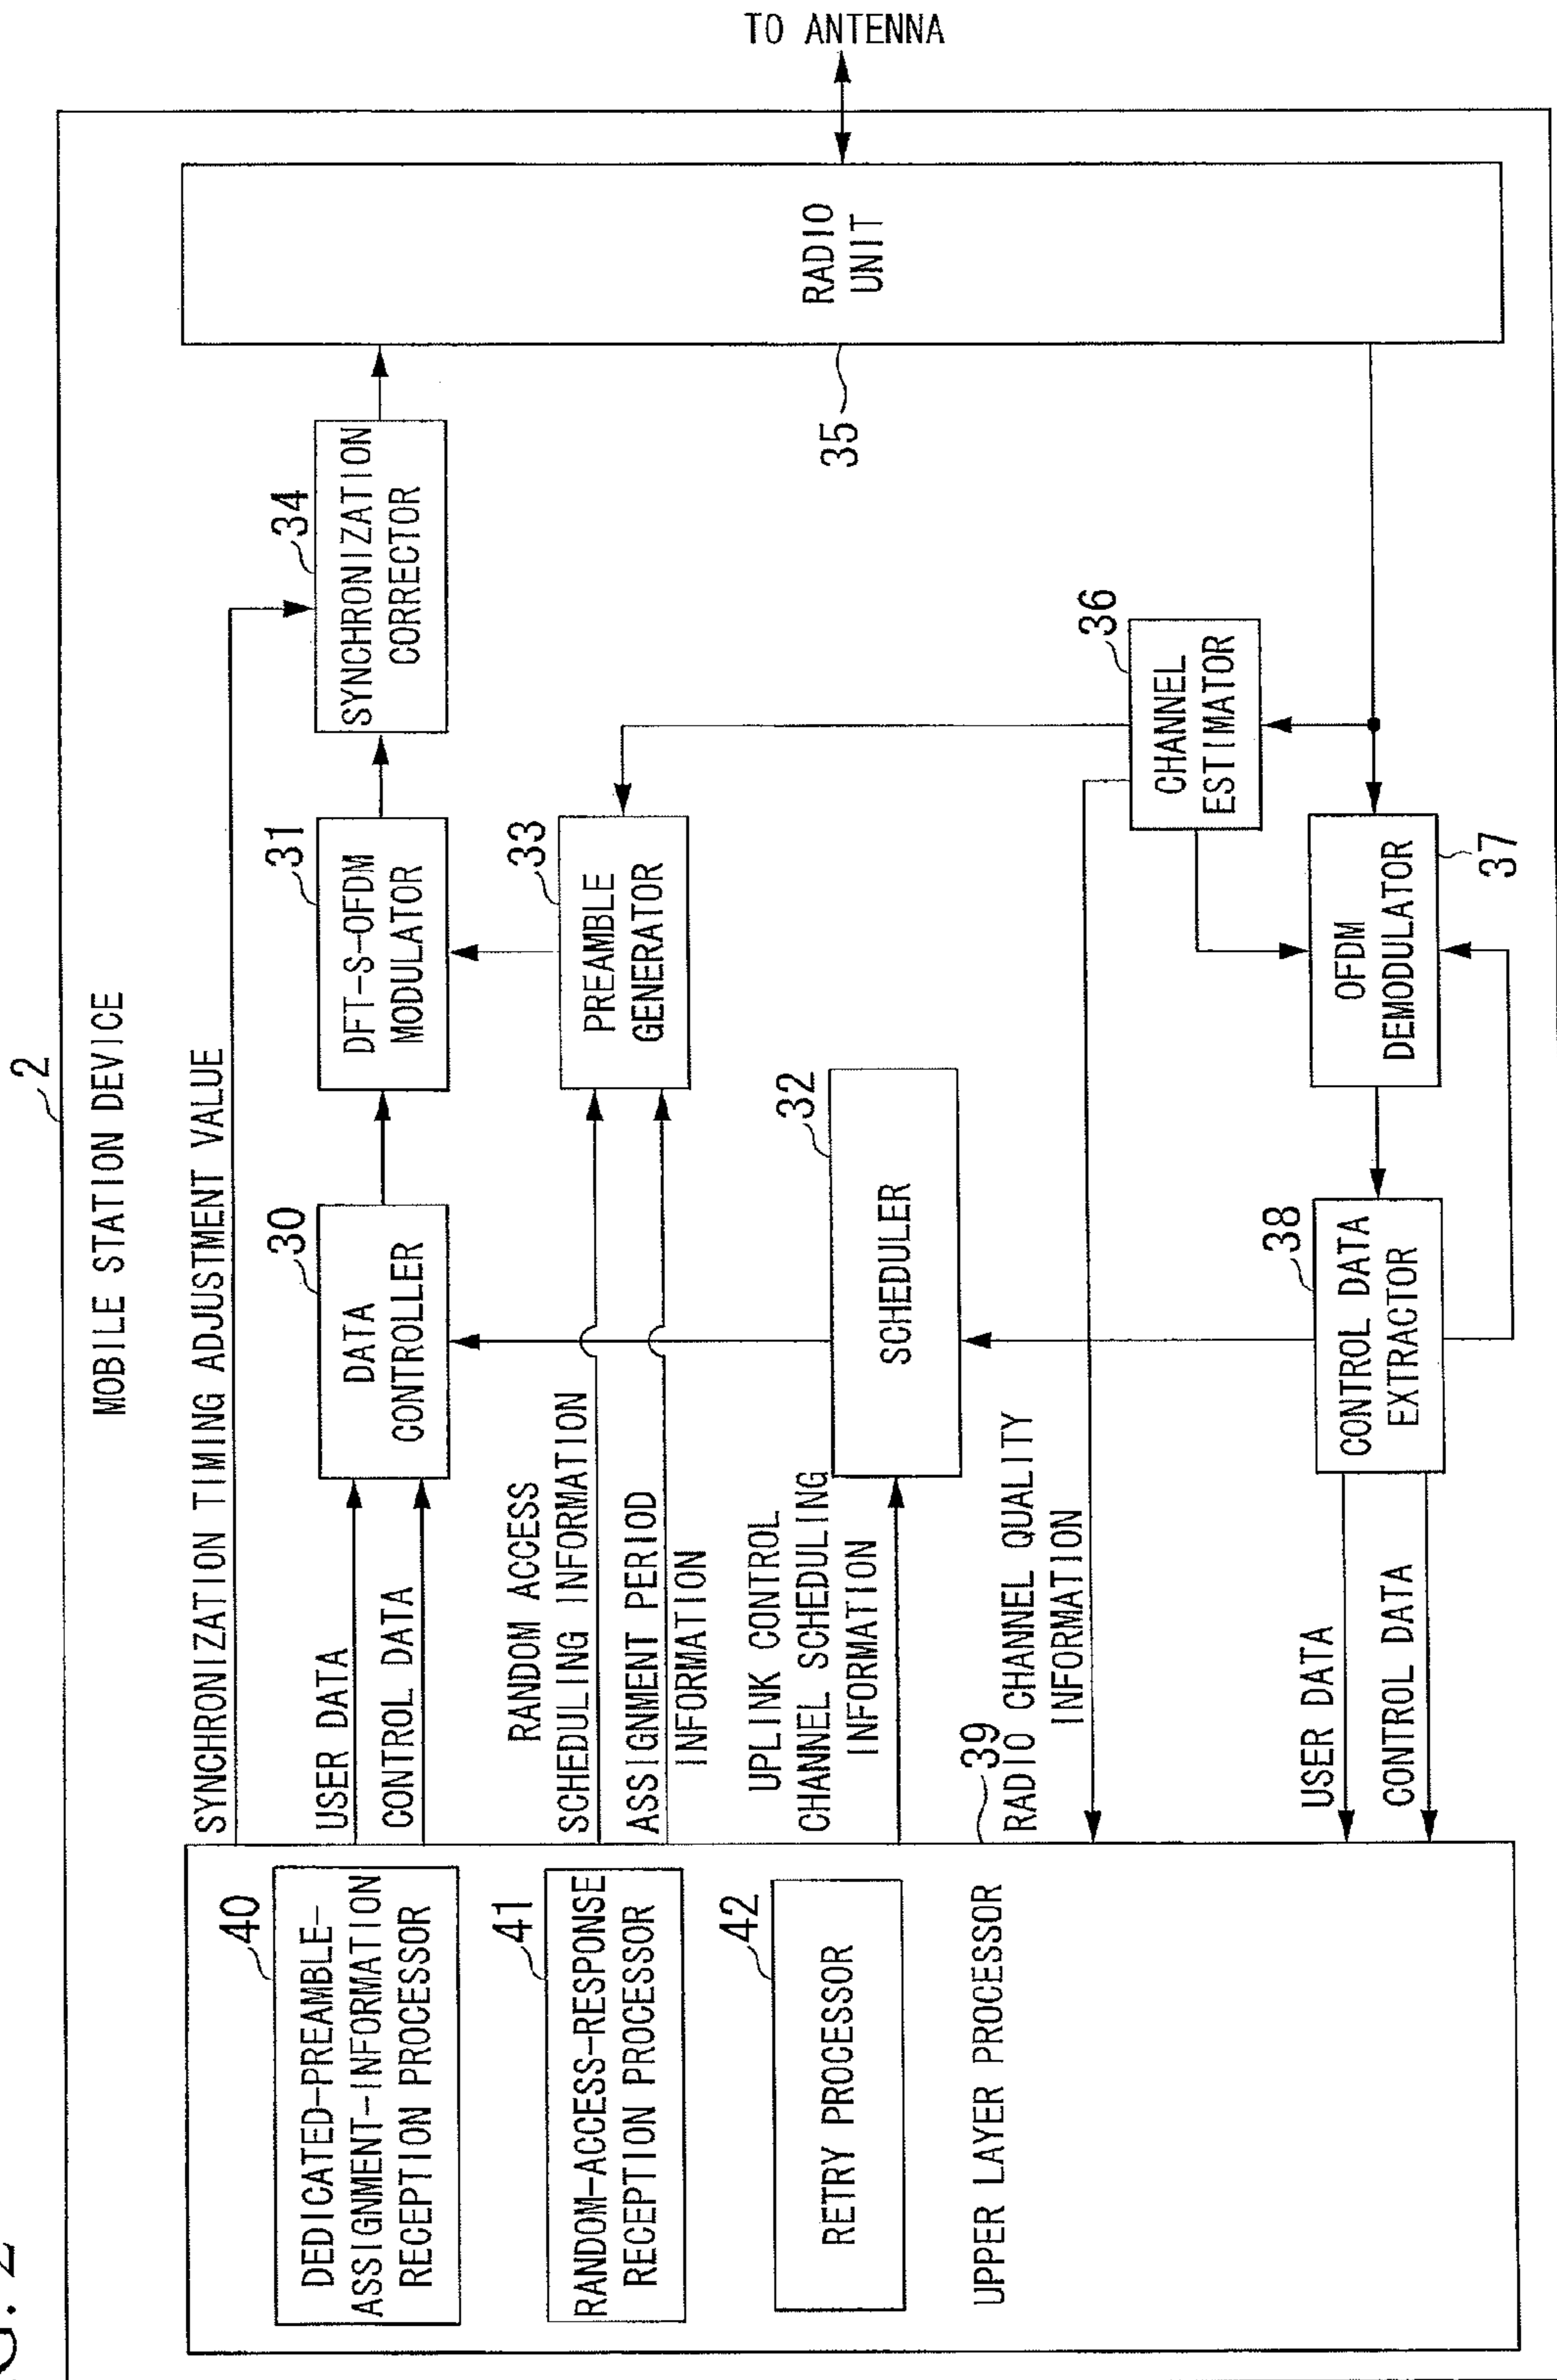 G. 2
2
MOBILE STATION DEVICE
TO ANTENNA
SYNCHRONIZATION TIMING ADJUSTMENT VALUE
40
DEDICATED-PREAMBLE-
ASSIGNMENT-INFORMATION
RECEPTION PROCESSOR
41
RANDOM-ACCESS-RESPONSE
RECEPTION PROCESSOR
42
RETRY PROCESSOR
UPPER LAYER PROCESSOR
39
USER DATA
CONTROL DATA
30
DATA
CONTROLLER
31
DFT-S-OFDM
MODULATOR
34
SYNCHRONIZATION
CORRECTOR
RANDOM ACCESS
SCHEDULING INFORMATION
ASSIGNMENT PERIOD
INFORMATION
33
PREAMBLE
GENERATOR
UPLINK CONTROL
CHANNEL SCHEDULING
INFORMATION
32
SCHEDULER
RADIO CHANNEL QUALITY
INFORMATION
36
CHANNEL
ESTIMATOR
35
RADIO
UNIT
USER DATA
CONTROL DATA
38
CONTROL DATA
EXTRACTOR
OFDM
DEMODULATOR
37